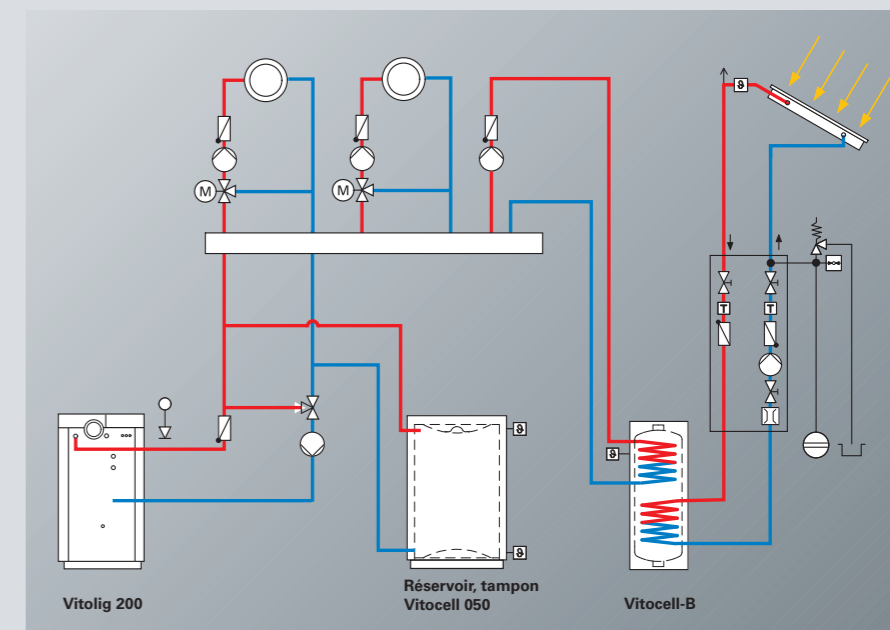 M
M
ϑ
T
T
ϑ
ϑ
ϑ
Vitolig 200
Réservoir, tampon
Vitocell 050
Vitocell-B